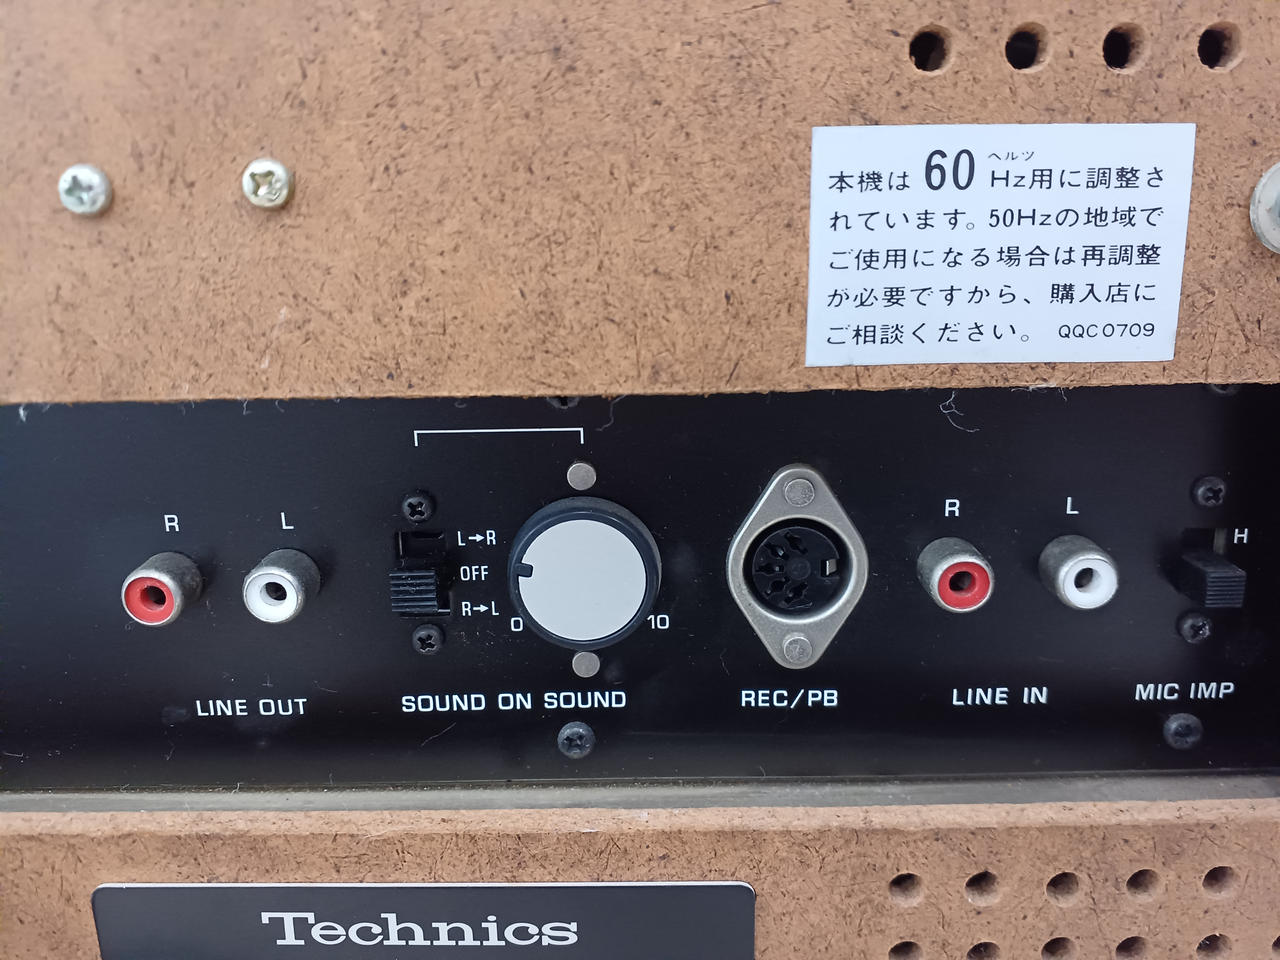 ヘルツ
本機は 60 Hz用に調整さ
れています。50Hzの地域で
ご使用になる場合は再調整
が必要ですから、購入店に
ご相談ください。 QQC0709
R L
L→R
OFF
R→L
0 10
R L
H
LINE OUT
SOUND ON SOUND
REC/PB
LINE IN
MIC IMP
Technics